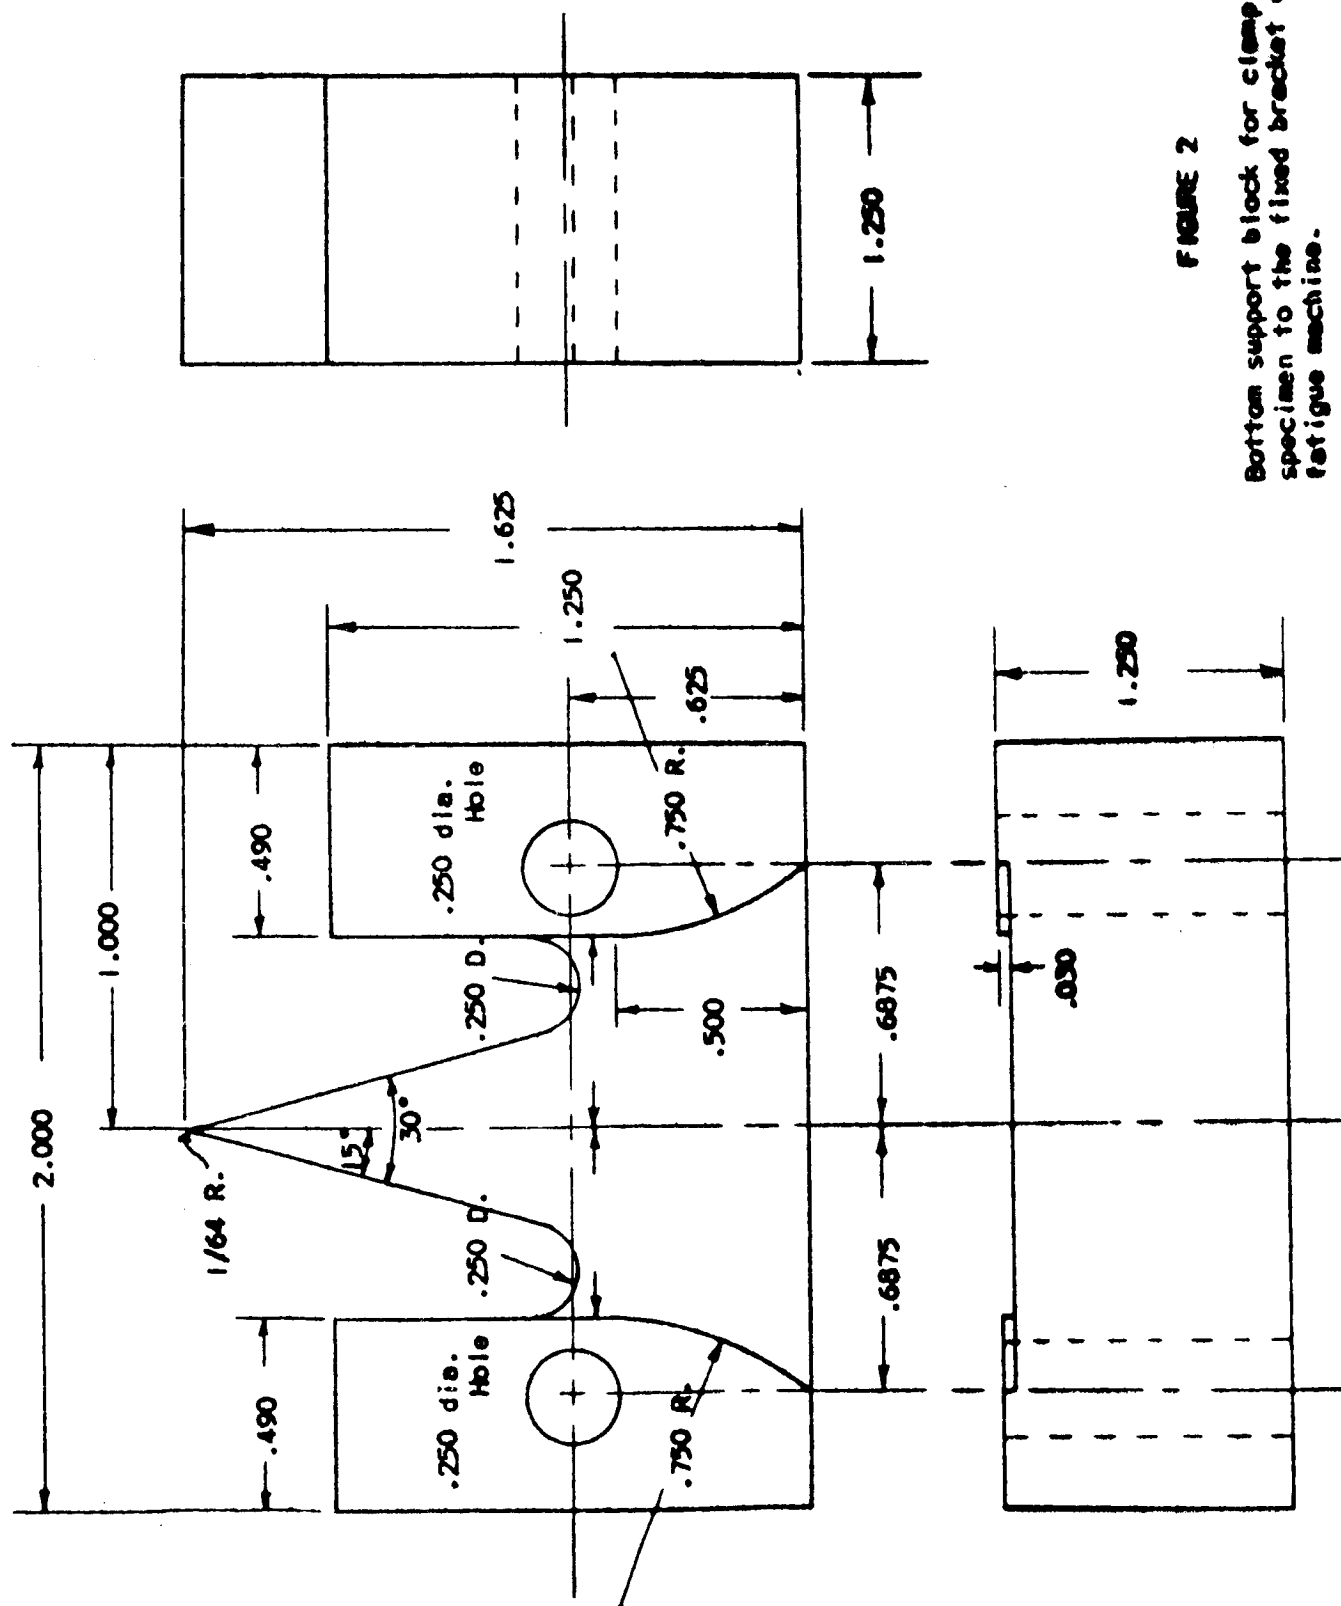 2.000
1.000
.490
.490
1/64 R.
15°
30°
.250 D.
.250 D.
.250 dia.
Hole
.250 dia.
Hole
.750 R.
.750 R.
.500
.625
1.250
1.625
.6875
.6875
.030
1.250
1.250
FIGURE 2
Bottom support block for clamp
specimen to the fixed bracket
fatigue machine.